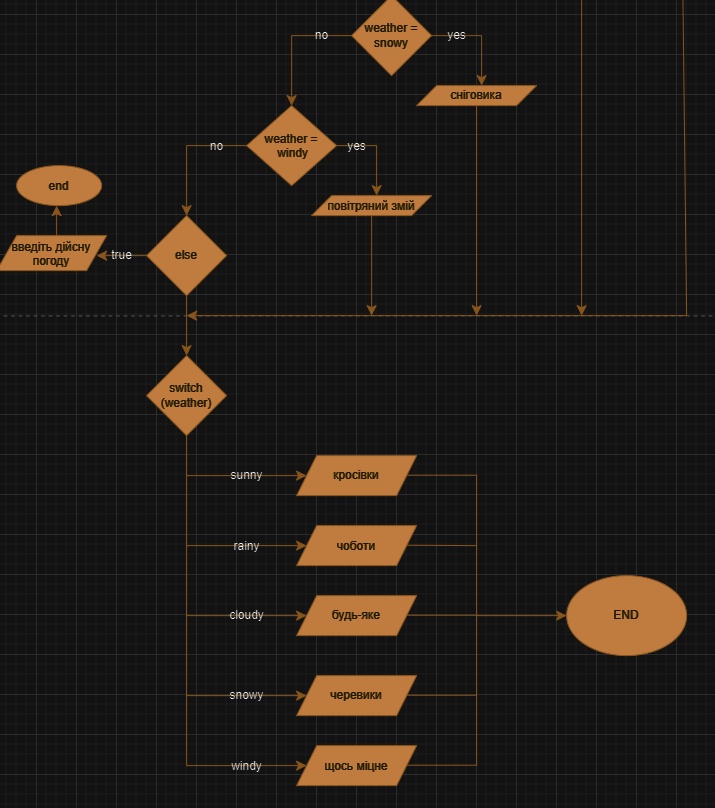 weather =
snowy
no
yes
сніговика
weather =
windy
no
yes
повітряний змій
end
введіть дійсну
погоду
true
else
switch
(weather)
sunny
кросівки
rainy
чоботи
cloudy
будь-яке
END
snowy
черевики
windy
щось міцне